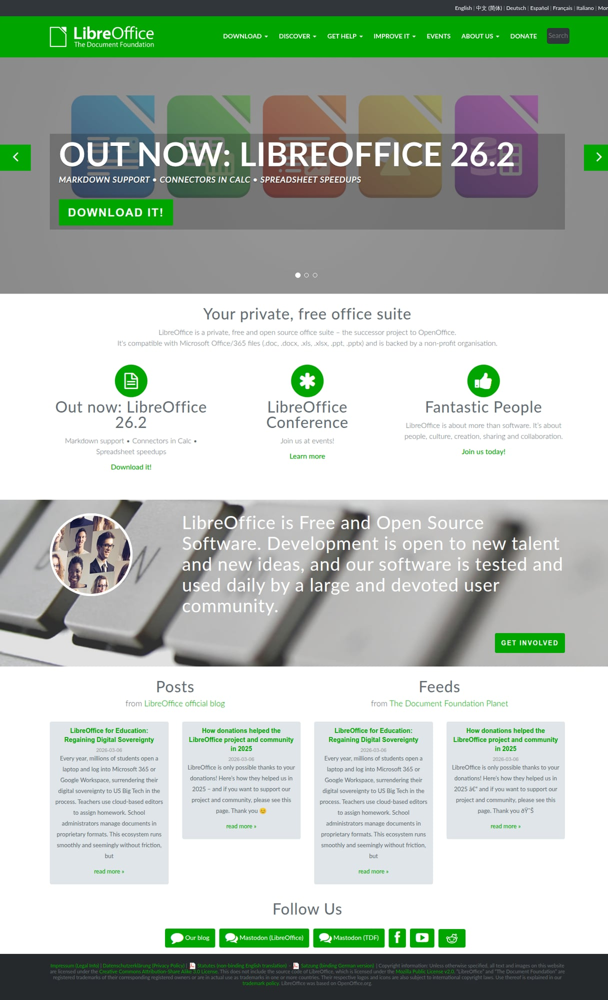 English | 中文 (简体) | Deutsch | Español | Français | Italiano | Mor
LibreOffice
The Document Foundation
DOWNLOAD DISCOVER GET HELP IMPROVE IT EVENTS ABOUT US DONATE Search
OUT NOW: LIBREOFFICE 26.2
MARKDOWN SUPPORT • CONNECTORS IN CALC • SPREADSHEET SPEEDUPS
DOWNLOAD IT!
Your private, free office suite
LibreOffice is a private, free and open source office suite – the successor project to OpenOffice.
It's compatible with Microsoft Office/365 files (.doc, .docx, .xls, .xlsx, .ppt, .pptx) and is backed by a non-profit organisation.
Out now: LibreOffice
26.2
Markdown support • Connectors in Calc •
Spreadsheet speedups
Download it!
LibreOffice
Conference
Join us at events!
Learn more
Fantastic People
LibreOffice is about more than software. It's about
people, culture, creation, sharing and collaboration.
Join us today!
LibreOffice is Free and Open Source
Software. Development is open to new talent
and new ideas, and our software is tested and
used daily by a large and devoted user
community.
GET INVOLVED
Posts
from LibreOffice official blog
LibreOffice for Education:
Regaining Digital Sovereignty
2026-03-06
Every year, millions of students open a
laptop and log into Microsoft 365 or
Google Workspace, surrendering their
digital sovereignty to US Big Tech in the
process. Teachers use cloud-based editors
to assign homework. School
administrators manage documents in
proprietary formats. This ecosystem runs
smoothly and seemingly without friction,
but
read more »
How donations helped the
LibreOffice project and community
in 2025
2026-03-06
LibreOffice is only possible thanks to your
donations! Here's how they helped us in
2025 – and if you want to support our
project and community, please see this
page. Thank you 😊
read more »
Feeds
from The Document Foundation Planet
LibreOffice for Education:
Regaining Digital Sovereignty
2026-03-06
Every year, millions of students open a
laptop and log into Microsoft 365 or
Google Workspace, surrendering their
digital sovereignty to US Big Tech in the
process. Teachers use cloud-based editors
to assign homework. School
administrators manage documents in
proprietary formats. This ecosystem runs
smoothly and seemingly without friction,
but
read more »
How donations helped the
LibreOffice project and community
in 2025
2026-03-06
LibreOffice is only possible thanks to your
donations! Here's how they helped us in
2025 â€“ and if you want to support our
project and community, please see this
page. Thank you ðŸ˜Š
read more »
Follow Us
Our blog Mastodon (LibreOffice) Mastodon (TDF)
Impressum (Legal Info) | Datenschutzerklärung (Privacy Policy) | Statutes (non-binding English translation) - Satzung (binding German version) | Copyright information: Unless otherwise specified, all text and images on this website
are licensed under the Creative Commons Attribution-Share Alike 3.0 License. This does not include the source code of LibreOffice, which is licensed under the Mozilla Public License v2.0. "LibreOffice" and "The Document Foundation" are
registered trademarks of their corresponding registered owners or are in actual use as trademarks in one or more countries. Their respective logos and icons are also subject to international copyright laws. Use thereof is explained in our
trademark policy. LibreOffice was based on OpenOffice.org.